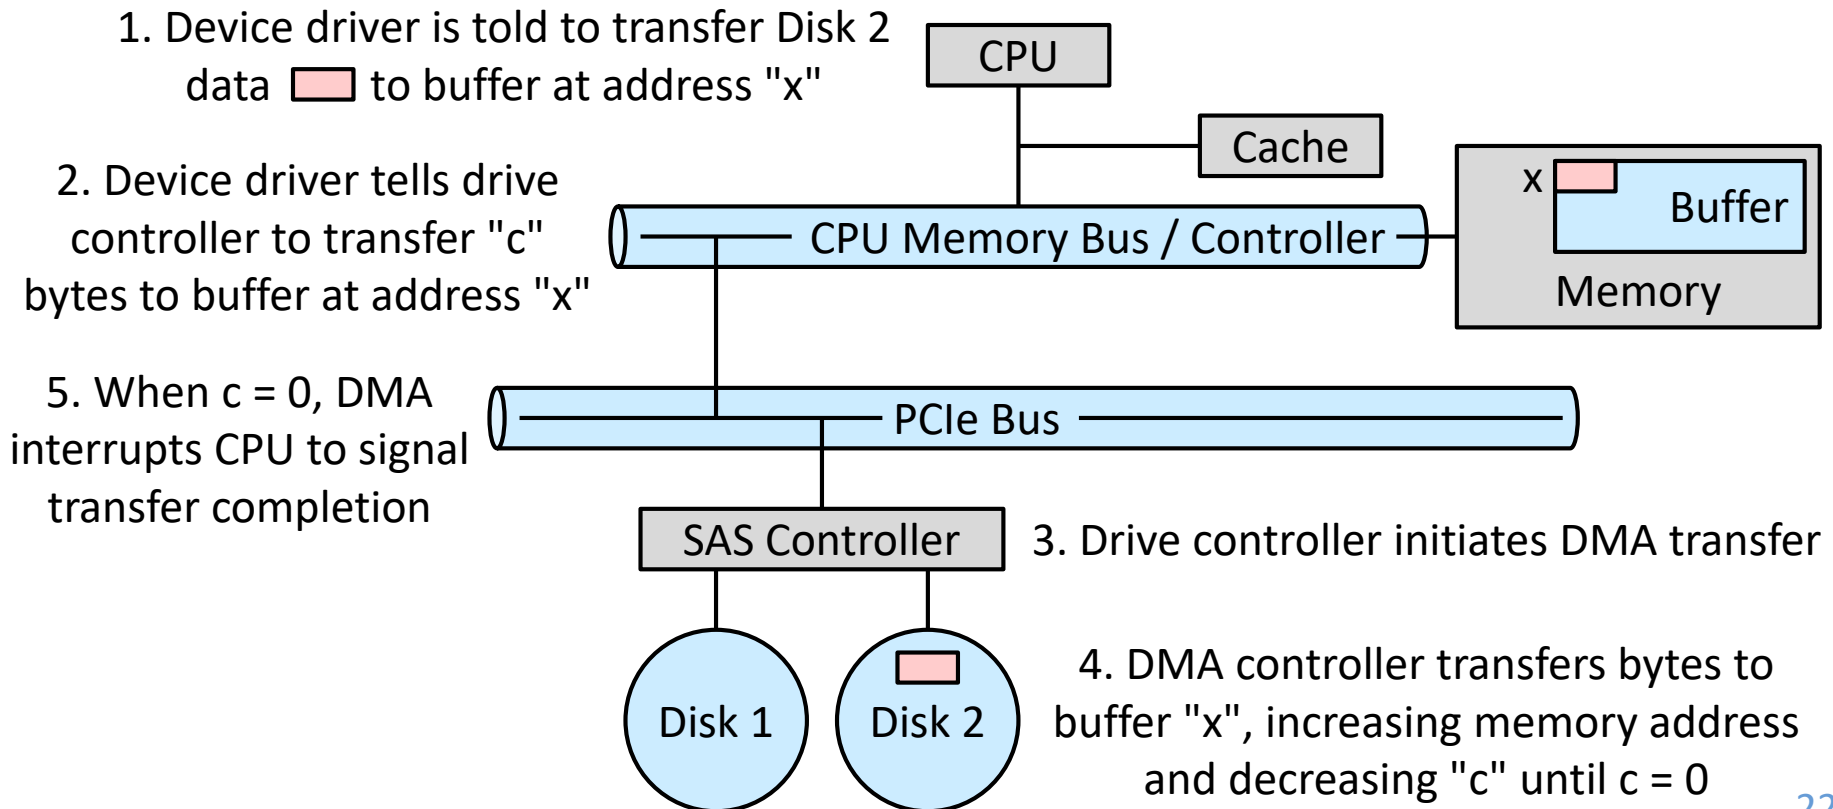 1. Device driver is told to transfer Disk 2
data to buffer at address "x"
CPU
Cache
2. Device driver tells drive
controller to transfer "c"
bytes to buffer at address "x"
x
Buffer
Memory
CPU Memory Bus / Controller
5. When c = 0, DMA
interrupts CPU to signal
transfer completion
PCIe Bus
SAS Controller
3. Drive controller initiates DMA transfer
Disk 1
Disk 2
4. DMA controller transfers bytes to
buffer "x", increasing memory address
and decreasing "c" until c = 0
22